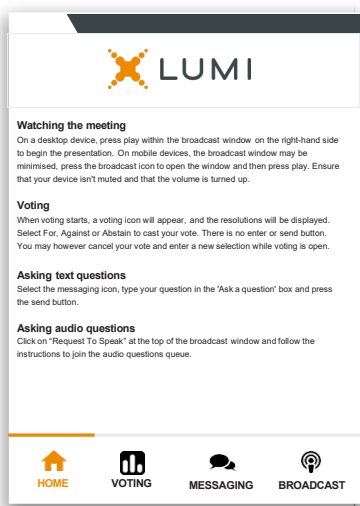 LUMI
Watching the meeting
On a desktop device, press play within the broadcast window on the right-hand side
to begin the presentation. On mobile devices, the broadcast window may be
minimised, press the broadcast icon to open the window and then press play. Ensure
that your device isn't muted and that the volume is turned up.
Voting
When voting starts, a voting icon will appear, and the resolutions will be displayed.
Select For, Against or Abstain to cast your vote. There is no enter or send button.
You may however cancel your vote and enter a new selection while voting is open.
Asking text questions
Select the messaging icon, type your question in the 'Ask a question' box and press
the send button.
Asking audio questions
Click on “Request To Speak” at the top of the broadcast window and follow the
instructions to join the audio questions queue.
HOME VOTING MESSAGING BROADCAST